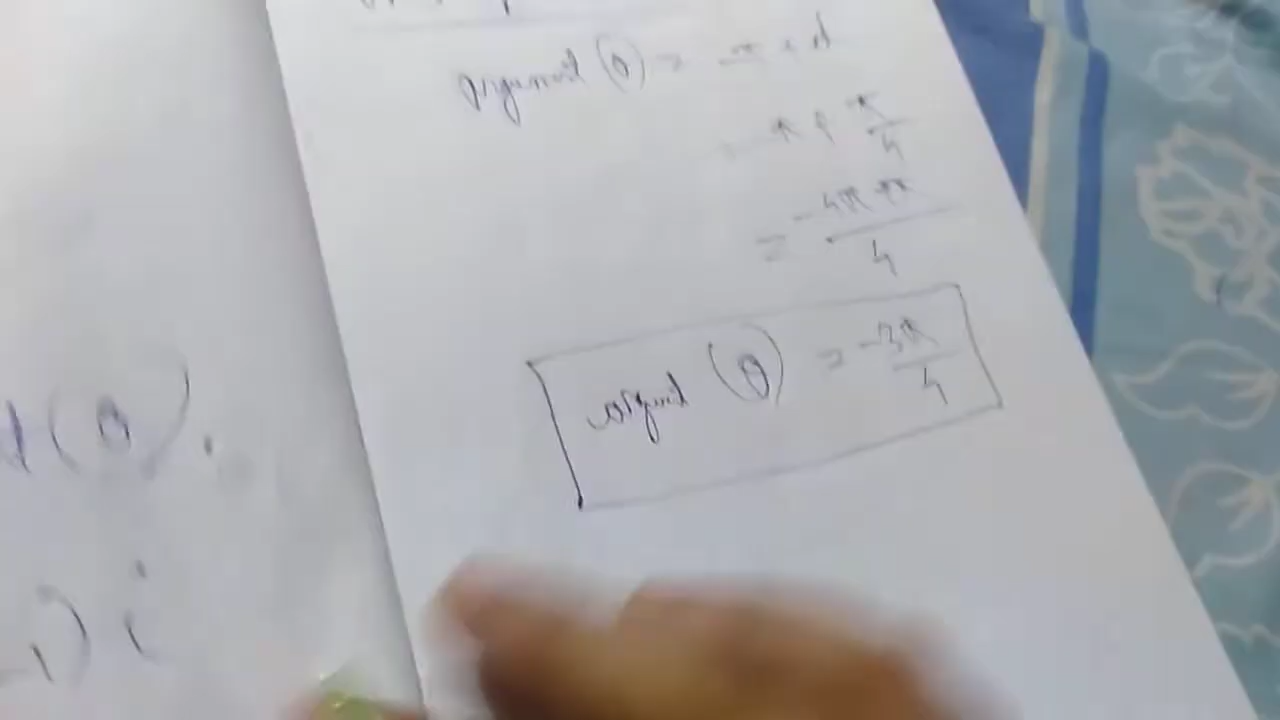 argument (θ) = -π + α
= -π + π/4
= -4π+π/4
argument (θ) = -3π/4
(θ).
)i